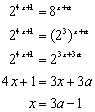 2^{4x+1} = 8^{x+a}
2^{4x+1} = (2^3)^{x+a}
2^{4x+1} = 2^{3x+3a}
4x + 1 = 3x + 3a
x = 3a − 1